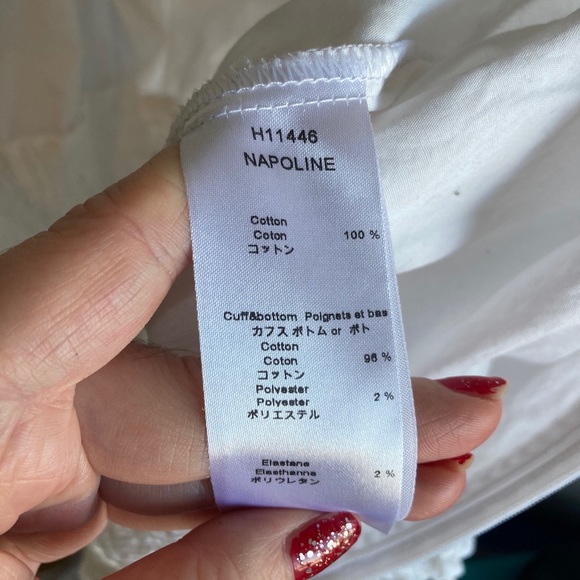 H11446
NAPOLINE
Cotton
Coton 100 %
コットン
Cuff&bottom Poignets et bas
カフス ボトム or ボト
Cotton
Coton 96 %
コットン
Polyester
Polyester 2 %
ポリエステル
Elastane
Elasthanne 2 %
ポリウレタン